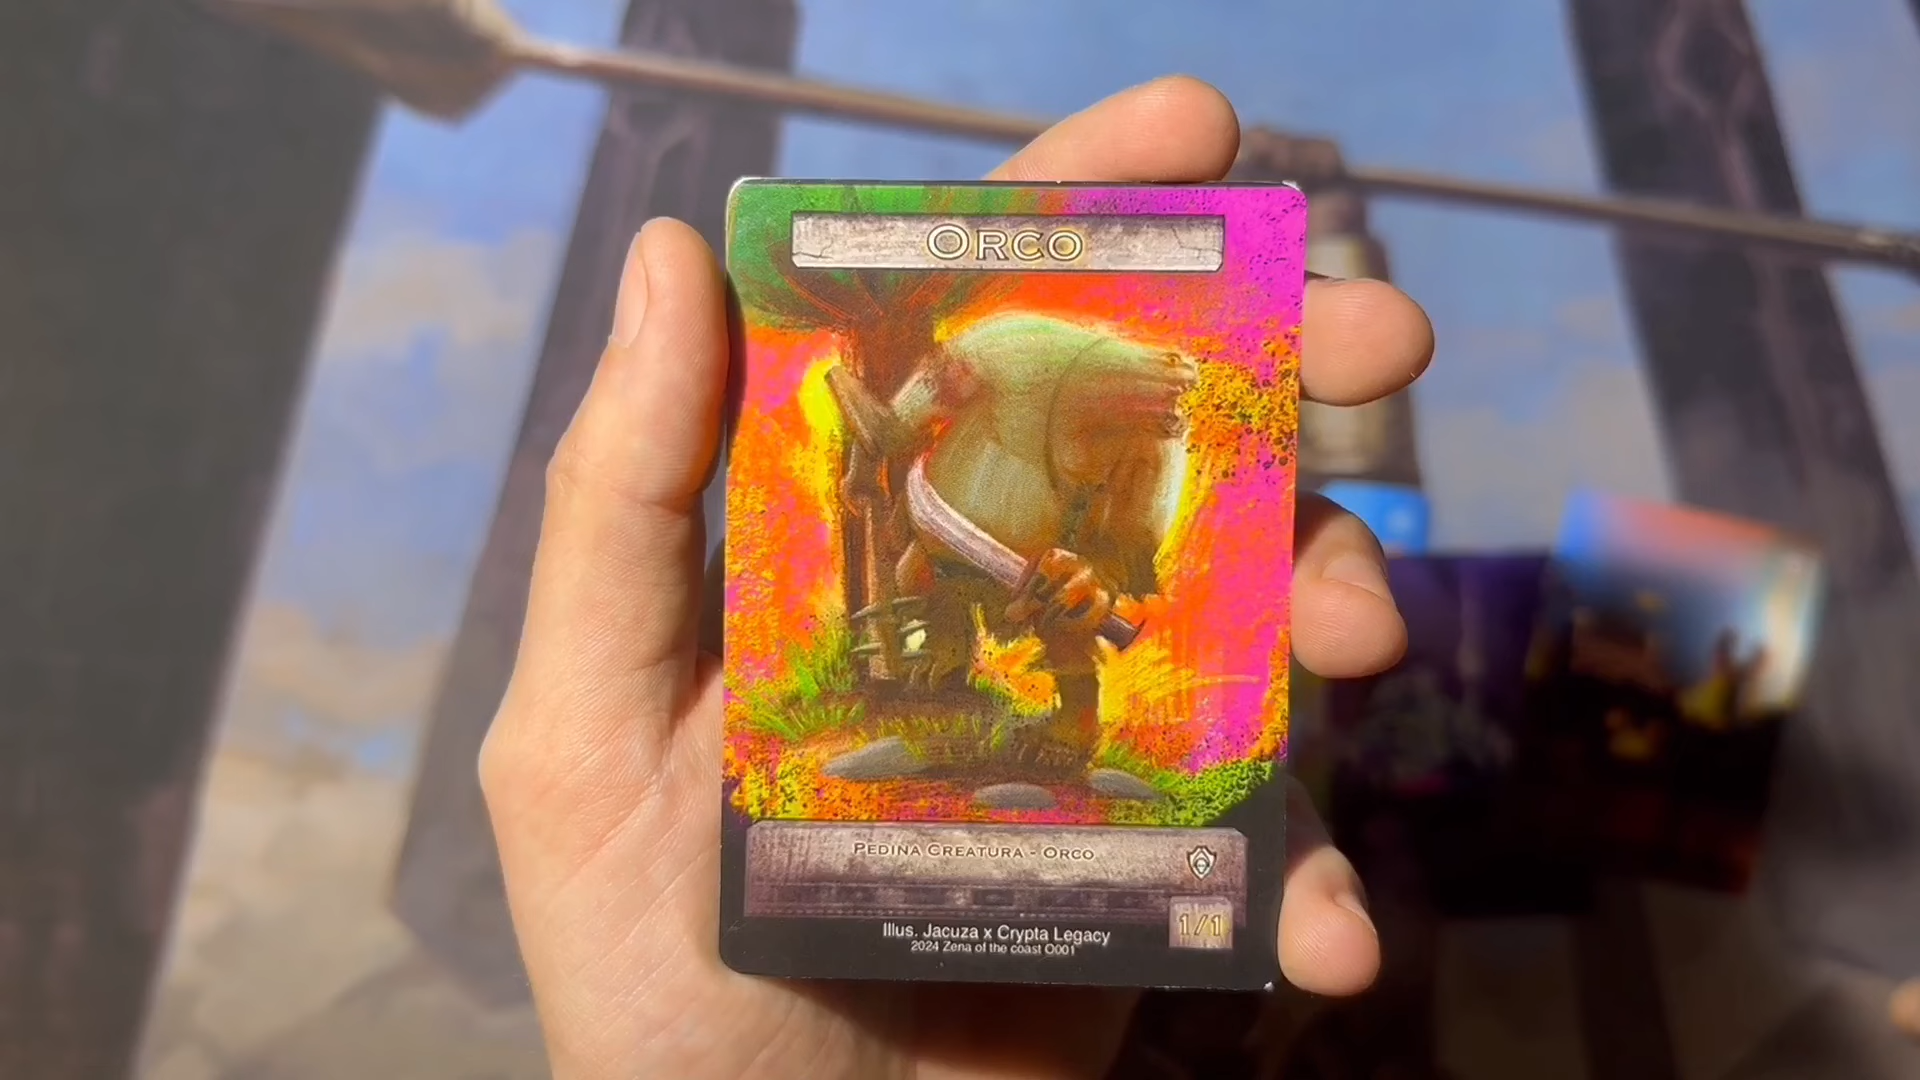 Orco
Pedina Creatura - Orco
1/1
Illus. Jacuza x Crypta Legacy
2024 Zena of the coast O001